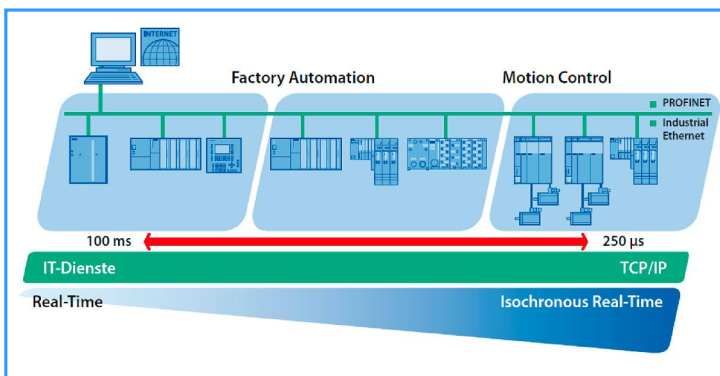 INTERNET
Factory Automation
Motion Control
PROFINET
Industrial
Ethernet
100 ms
250 µs
IT-Dienste
TCP/IP
Real-Time
Isochronous Real-Time